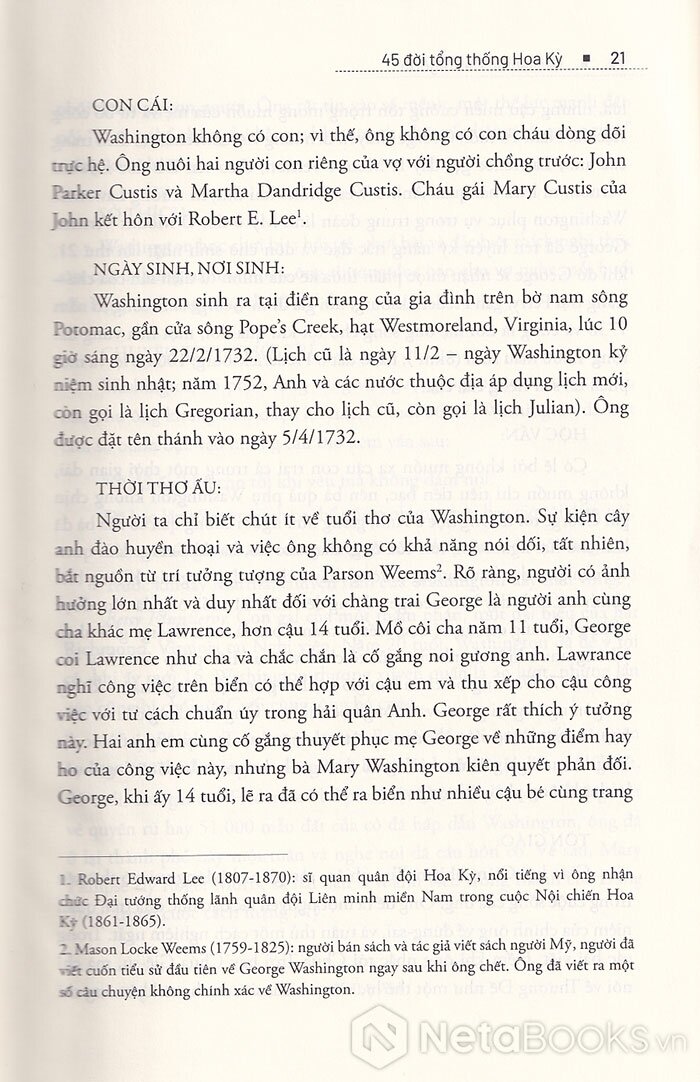 45 đời tổng thống Hoa Kỳ ■ 21
CON CÁI:
Washington không có con; vì thế, ông không có con cháu dòng dõi
trực hệ. Ông nuôi hai người con riêng của vợ với người chồng trước: John
Parker Custis và Martha Dandridge Custis. Cháu gái Mary Custis của
John kết hôn với Robert E. Lee¹.
NGÀY SINH, NƠI SINH:
Washington sinh ra tại điền trang của gia đình trên bờ nam sông
Potomac, gần cửa sông Pope's Creek, hạt Westmoreland, Virginia, lúc 10
giờ sáng ngày 22/2/1732. (Lịch cũ là ngày 11/2 – ngày Washington kỷ
niệm sinh nhật; năm 1752, Anh và các nước thuộc địa áp dụng lịch mới,
còn gọi là lịch Gregorian, thay cho lịch cũ, còn gọi là lịch Julian). Ông
được đặt tên thánh vào ngày 5/4/1732.
THỜI THƠ ẤU:
Người ta chỉ biết chút ít về tuổi thơ của Washington. Sự kiện cây
anh đào huyền thoại và việc ông không có khả năng nói dối, tất nhiên,
bắt nguồn từ trí tưởng tượng của Parson Weems². Rõ ràng, người có ảnh
hưởng lớn nhất và duy nhất đối với chàng trai George là người anh cùng
cha khác mẹ Lawrence, hơn cậu 14 tuổi. Mồ côi cha năm 11 tuổi, George
coi Lawrence như cha và chắc chắn là cố gắng noi gương anh. Lawrance
nghĩ công việc trên biển có thể hợp với cậu em và thu xếp cho cậu công
việc với tư cách chuẩn úy trong hải quân Anh. George rất thích ý tưởng
này. Hai anh em cùng cố gắng thuyết phục mẹ George về những điểm hay
ho của công việc này, nhưng bà Mary Washington kiên quyết phản đối.
George, khi ấy 14 tuổi, lẽ ra đã có thể ra biển như nhiều cậu bé cùng trang
1. Robert Edward Lee (1807-1870): sĩ quan quân đội Hoa Kỳ, nổi tiếng vì ông nhận
chức Đại tướng thống lãnh quân đội Liên minh miền Nam trong cuộc Nội chiến Hoa
Kỳ (1861-1865).
2. Mason Locke Weems (1759-1825): người bán sách và tác giả viết sách người Mỹ, người đã
viết cuốn tiểu sử đầu tiên về George Washington ngay sau khi ông chết. Ông đã viết ra một
số câu chuyện không chính xác về Washington.
NetaBooks.vn